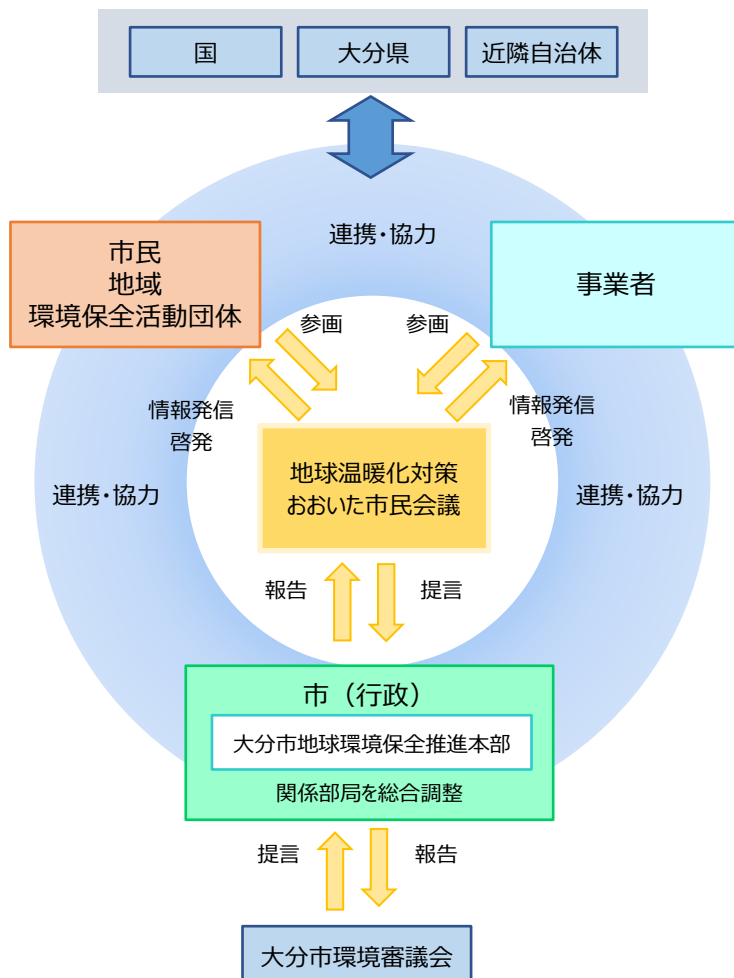 国
大分県
近隣自治体
連携・協力
市民
地域
環境保全活動団体
事業者
参画
参画
情報発信
啓発
情報発信
啓発
地球温暖化対策
おおいた市民会議
連携・協力
連携・協力
報告
提言
市（行政）
大分市地球環境保全推進本部
関係部局を総合調整
提言
報告
大分市環境審議会